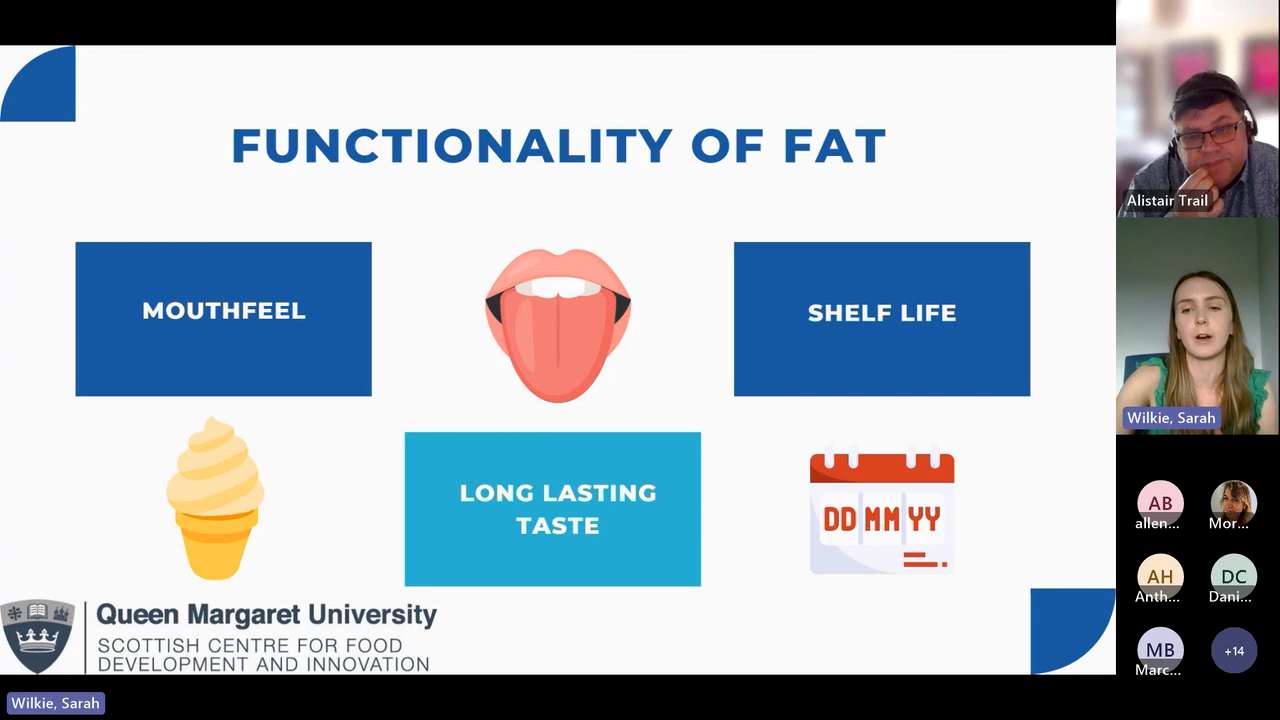 FUNCTIONALITY OF FAT
MOUTHFEEL
SHELF LIFE
LONG LASTING
TASTE
DD MM YY
Queen Margaret University
SCOTTISH CENTRE FOR FOOD
DEVELOPMENT AND INNOVATION
Wilkie, Sarah
Alistair Trail
Wilkie, Sarah
AB
allen...
Mor...
AH
Anth...
DC
Dani...
MB
Marc...
+14